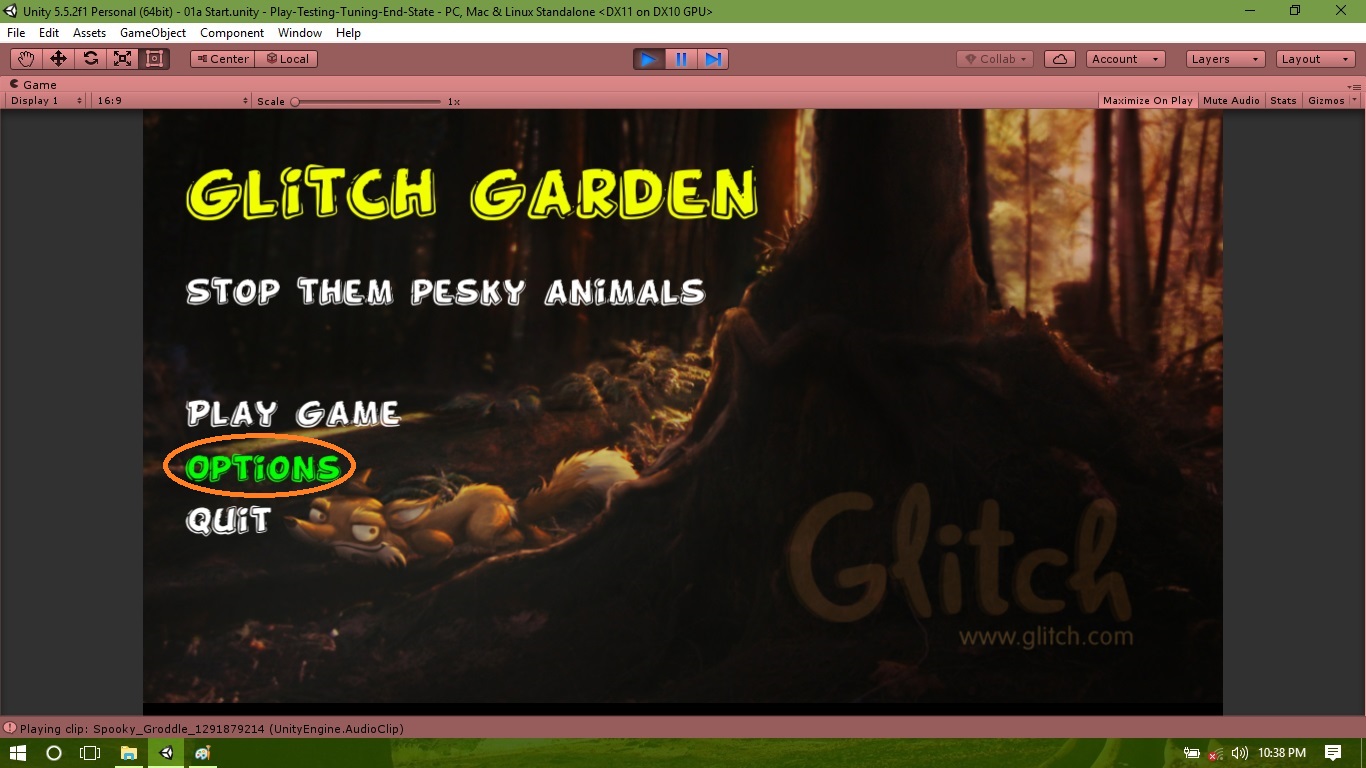 Unity 5.5.2f1 Personal (64bit) - 01a Start.unity - Play-Testing-Tuning-End-State - PC, Mac & Linux Standalone <DX11 on DX10 GPU>
File Edit Assets GameObject Component Window Help
Center Local Collab Account Layers Layout
Game
Display 1 16:9 Scale 1x Maximize On Play Mute Audio Stats Gizmos
GLiTCH GARDEN
STOP THEM PESKY ANiMALS
PLAY GAME
OPTiONS
QUiT
Glitch
www.glitch.com
Playing clip: Spooky_Groddle_1291879214 (UnityEngine.AudioClip)
10:38 PM